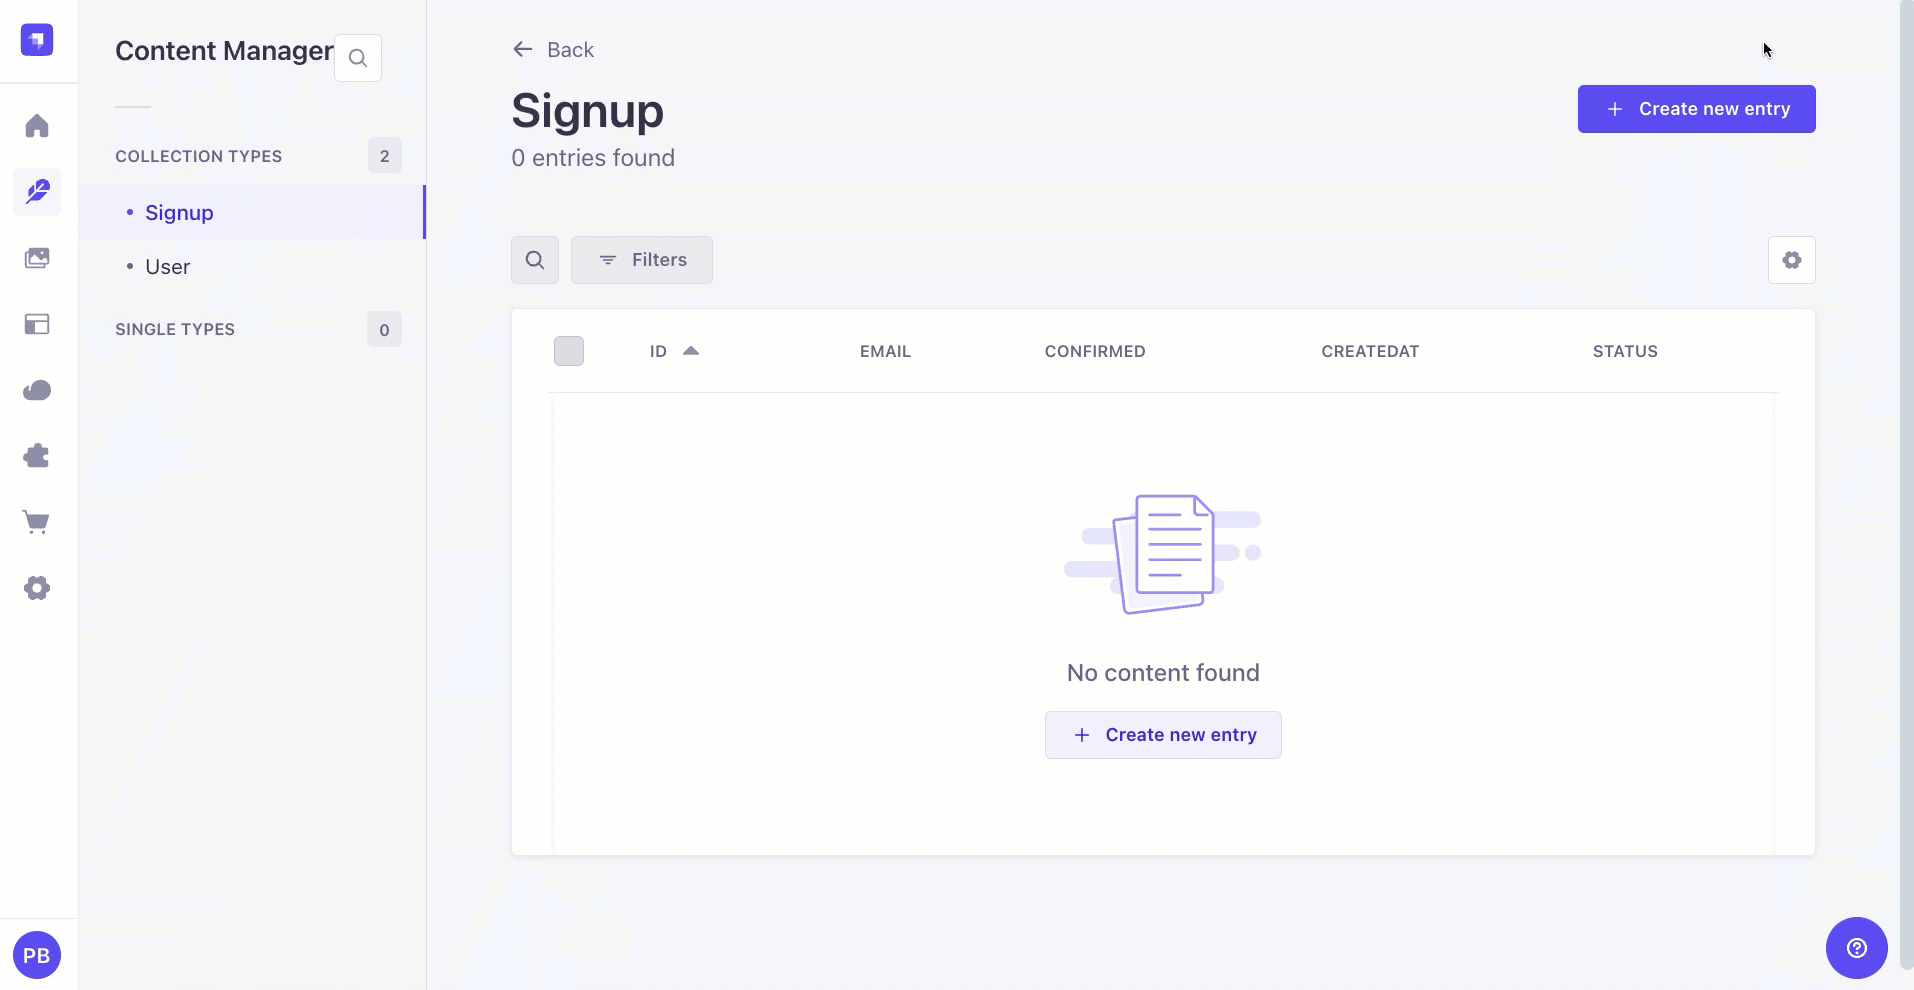 Content Manager
COLLECTION TYPES 2
Signup
User
SINGLE TYPES 0
PB
Back
Signup
0 entries found
Create new entry
Filters
ID EMAIL CONFIRMED CREATEDAT STATUS
No content found
Create new entry